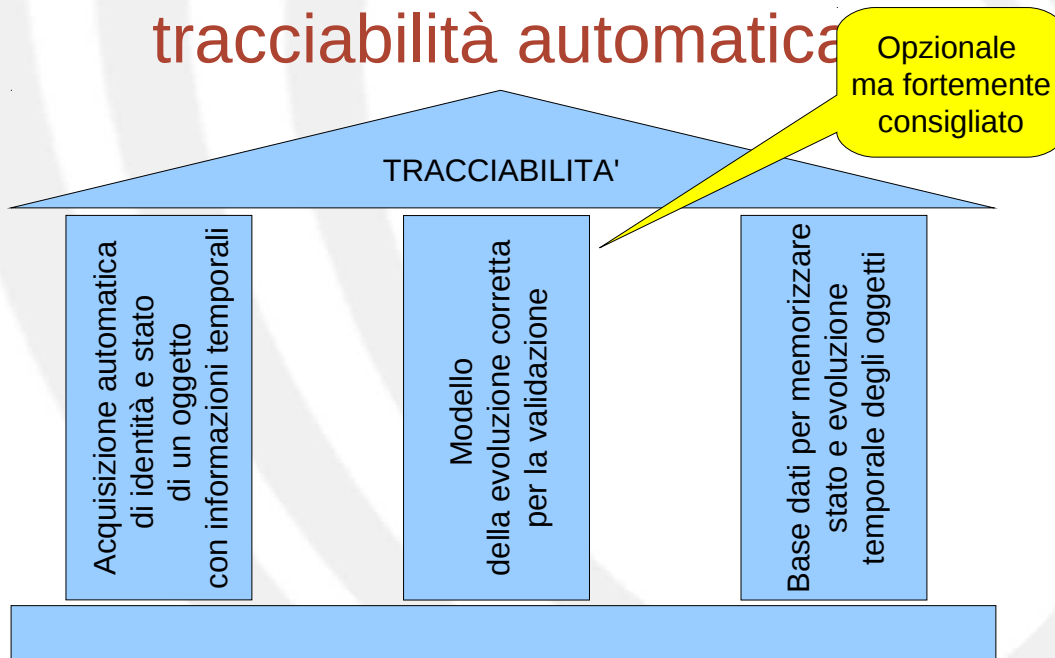 tracciabilità automatica
Opzionale
ma fortemente
consigliato
TRACCIABILITA'
Acquisizione automatica
di identità e stato
di un oggetto
con informazioni temporali
Modello
della evoluzione corretta
per la validazione
Base dati per memorizzare
stato e evoluzione
temporale degli oggetti